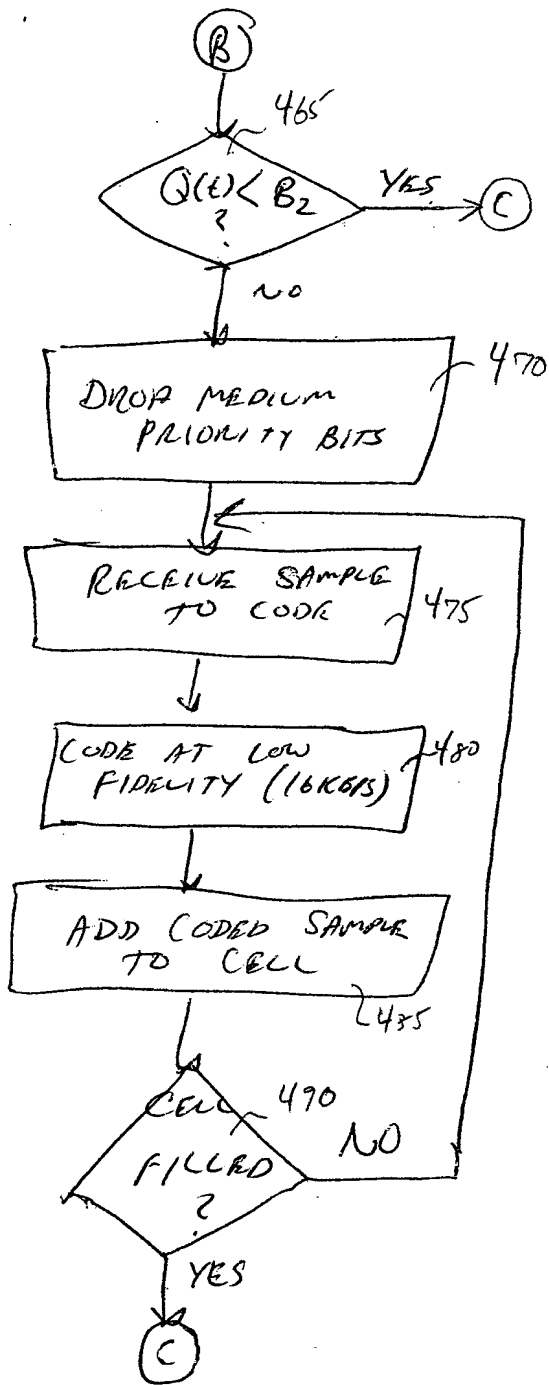 B
465
Q(t) < B2
?
YES
C
NO
470
DROP MEDIUM
PRIORITY BITS
RECEIVE SAMPLE
TO CODE
475
CODE AT LOW
FIDELITY (16KB/S)
480
ADD CODED SAMPLE
TO CELL
435
CELL
490
FILLED
?
NO
YES
C